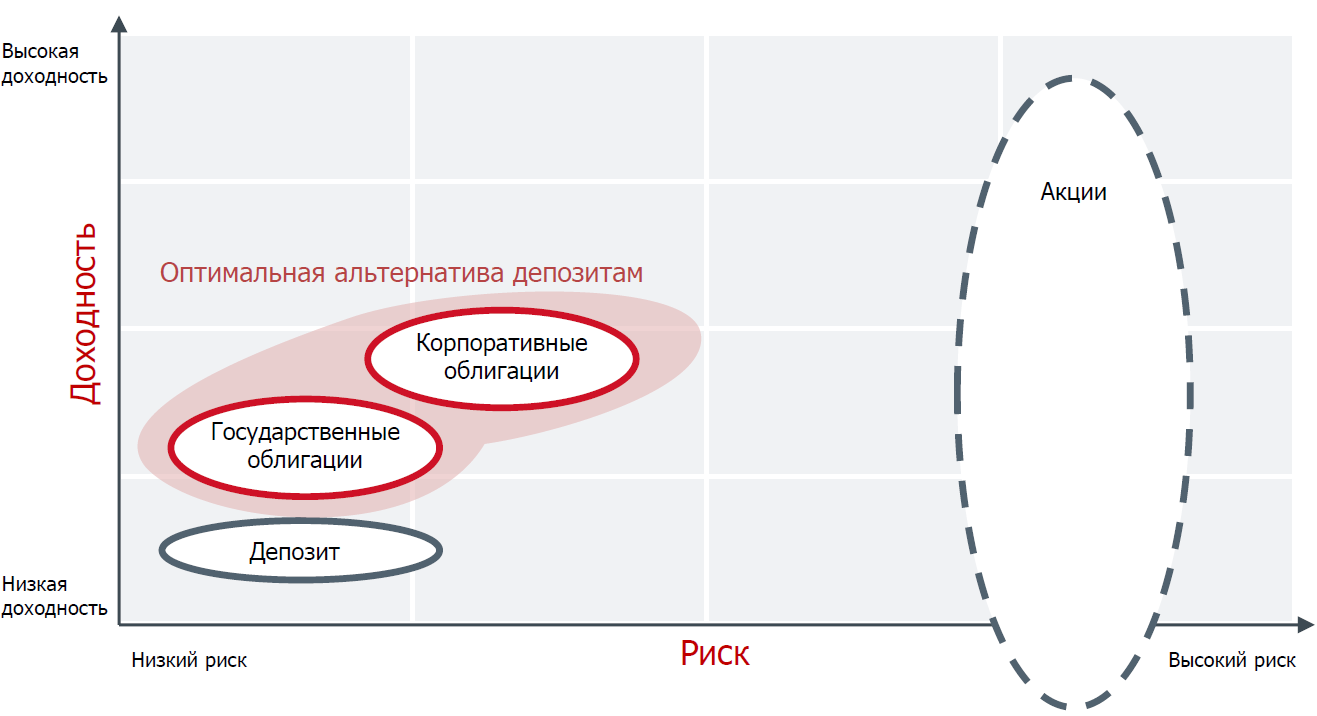 Высокая
доходность
Доходность
Акции
Оптимальная альтернатива депозитам
Корпоративные
облигации
Государственные
облигации
Депозит
Низкая
доходность
Низкий риск
Риск
Высокий риск